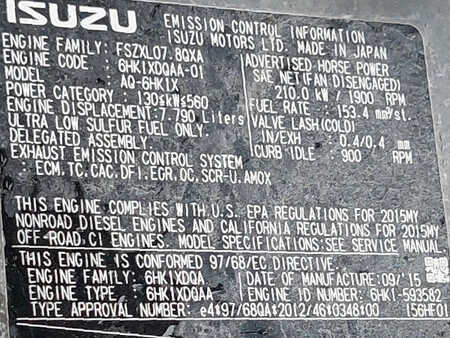 ISUZU
EMISSION CONTROL INFORMATION
ISUZU MOTORS LTD. MADE IN JAPAN
ENGINE FAMILY: FSZXL07.8QXA
ENGINE CODE : 6HK1XDQAA-01
MODEL : AQ-6HK1X
POWER CATEGORY : 130≤kW≤560
ENGINE DISPLACEMENT: 7.790 Liters
ULTRA LOW SULFUR FUEL ONLY.
DELEGATED ASSEMBLY.
EXHAUST EMISSION CONTROL SYSTEM
: ECM,TC,CAC,DFI,EGR,OC,SCR-U,AMOX
ADVERTISED HORSE POWER
SAE NET(FAN DISENGAGED)
210.0 kW / 1900 RPM
FUEL RATE : 153.4 mm³/st.
VALVE LASH(COLD)
IN/EXH : 0.4/0.4 mm
CURB IDLE : 900 RPM
THIS ENGINE COMPLIES WITH U.S. EPA REGULATIONS FOR 2015MY
NONROAD DIESEL ENGINES AND CALIFORNIA REGULATIONS FOR 2015MY
OFF-ROAD.CI ENGINES. MODEL SPECIFICATIONS:SEE SERVICE MANUAL.
THIS ENGINE IS CONFORMED 97/68/EC DIRECTIVE.
ENGINE FAMILY: 6HK1XDQA DATE OF MANUFACTURE:09/'15
ENGINE TYPE : 6HK1XDQAA ENGINE ID NUMBER: 6HK1-593582
TYPE APPROVAL NUMBER: e4*97/68QA*2012/46*0348*00 156HF01